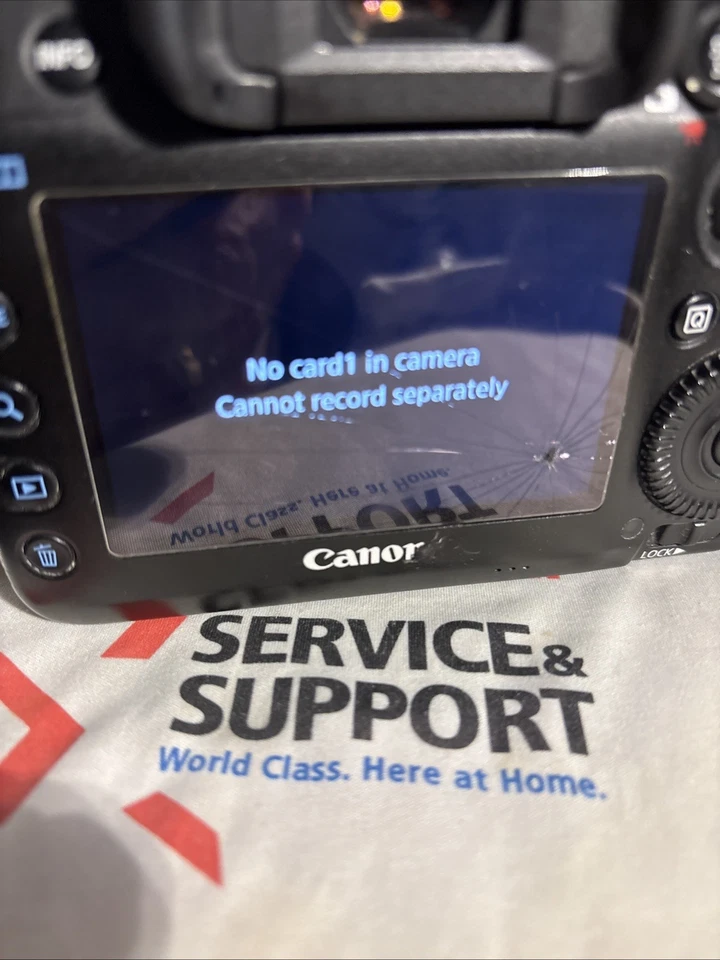 INFO
No card1 in camera
Cannot record separately
Q
World Class. Here at Home.
SUPPORT
Canon
LOCK
SERVICE &
SUPPORT
World Class. Here at Home.